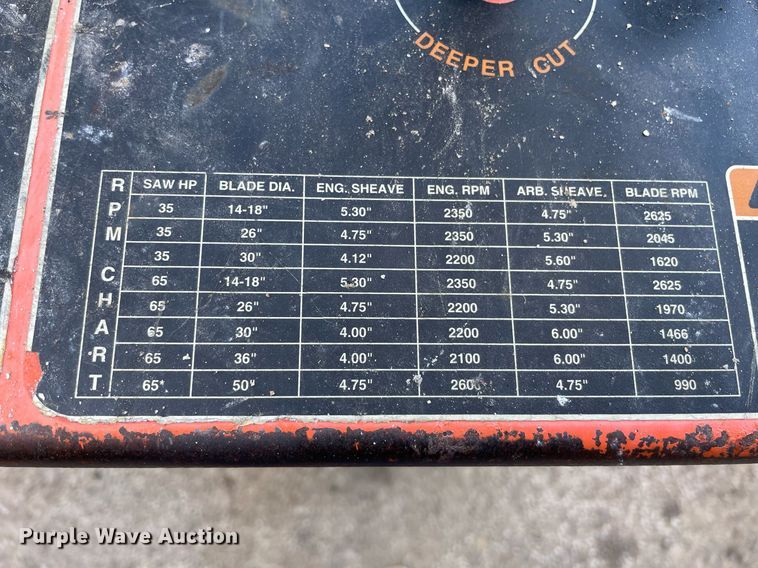 DEEPER CUT
RPM CHART
SAW HP BLADE DIA. ENG. SHEAVE ENG. RPM ARB. SHEAVE. BLADE RPM
35 14-18" 5.30" 2350 4.75" 2625
35 26" 4.75" 2350 5.30" 2045
35 30" 4.12" 2200 5.60" 1620
65 14-18" 5.30" 2350 4.75" 2625
65 26" 4.75" 2200 5.30" 1970
65 30" 4.00" 2200 6.00" 1466
65 36" 4.00" 2100 6.00" 1400
65* 50" 4.75" 2600 4.75" 990
Purple Wave Auction